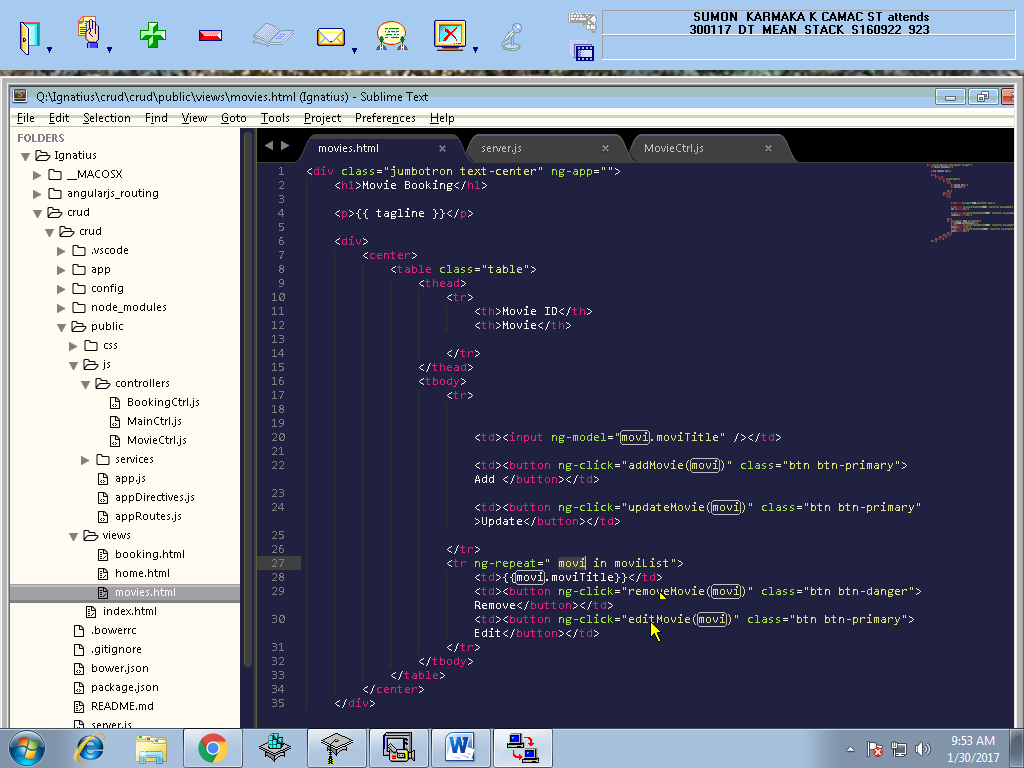 SUMON KARMAKA K CAMAC ST attends
300117 DT MEAN STACK S160922 923
Q:\Ignatius\crud\crud\public\views\movies.html (Ignatius) - Sublime Text
File Edit Selection Find View Goto Tools Project Preferences Help
FOLDERS
Ignatius
__MACOSX
angularjs_routing
crud
crud
.vscode
app
config
node_modules
public
css
js
controllers
BookingCtrl.js
MainCtrl.js
MovieCtrl.js
services
app.js
appDirectives.js
appRoutes.js
views
booking.html
home.html
movies.html
index.html
.bowerrc
.gitignore
bower.json
package.json
README.md
server.js
movies.html × server.js × MovieCtrl.js ×
1 <div class="jumbotron text-center" ng-app="">
2 <h1>Movie Booking</h1>
3
4 <p>{{ tagline }}</p>
5
6 <div>
7 <center>
8 <table class="table">
9 <thead>
10 <tr>
11 <th>Movie ID</th>
12 <th>Movie</th>
13
14 </tr>
15 </thead>
16 <tbody>
17 <tr>
18
19
20 <td><input ng-model="movi.moviTitle" /></td>
21
22 <td><button ng-click="addMovie(movi)" class="btn btn-primary">
Add </button></td>
23
24 <td><button ng-click="updateMovie(movi)" class="btn btn-primary"
>Update</button></td>
25
26 </tr>
27 <tr ng-repeat=" movi in moviList">
28 <td>{{movi.moviTitle}}</td>
29 <td><button ng-click="removeMovie(movi)" class="btn btn-danger">
Remove</button></td>
30 <td><button ng-click="editMovie(movi)" class="btn btn-primary">
Edit</button></td>
31 </tr>
32 </tbody>
33 </table>
34 </center>
35 </div>
9:53 AM
1/30/2017